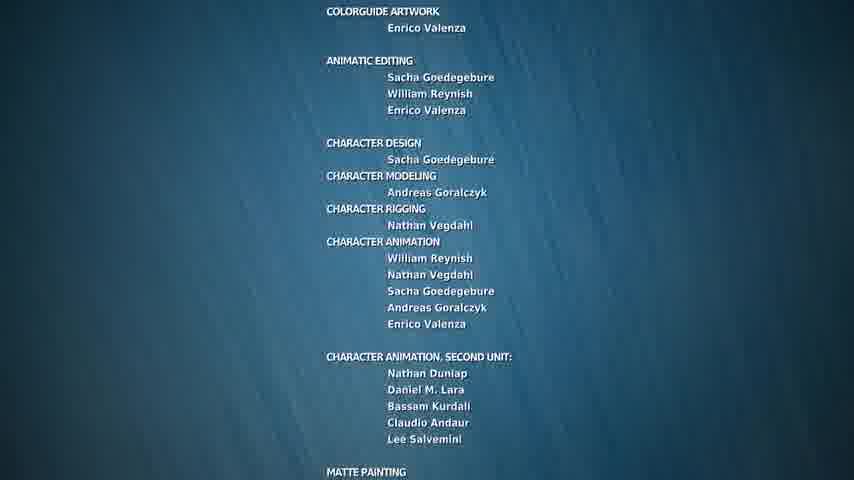 COLORGUIDE ARTWORK
Enrico Valenza
ANIMATIC EDITING
Sacha Goedegebure
William Reynish
Enrico Valenza
CHARACTER DESIGN
Sacha Goedegebure
CHARACTER MODELING
Andreas Goralczyk
CHARACTER RIGGING
Nathan Vegdahl
CHARACTER ANIMATION
William Reynish
Nathan Vegdahl
Sacha Goedegebure
Andreas Goralczyk
Enrico Valenza
CHARACTER ANIMATION, SECOND UNIT:
Nathan Dunlap
Daniel M. Lara
Bassam Kurdali
Claudio Andaur
Lee Salvemini
MATTE PAINTING